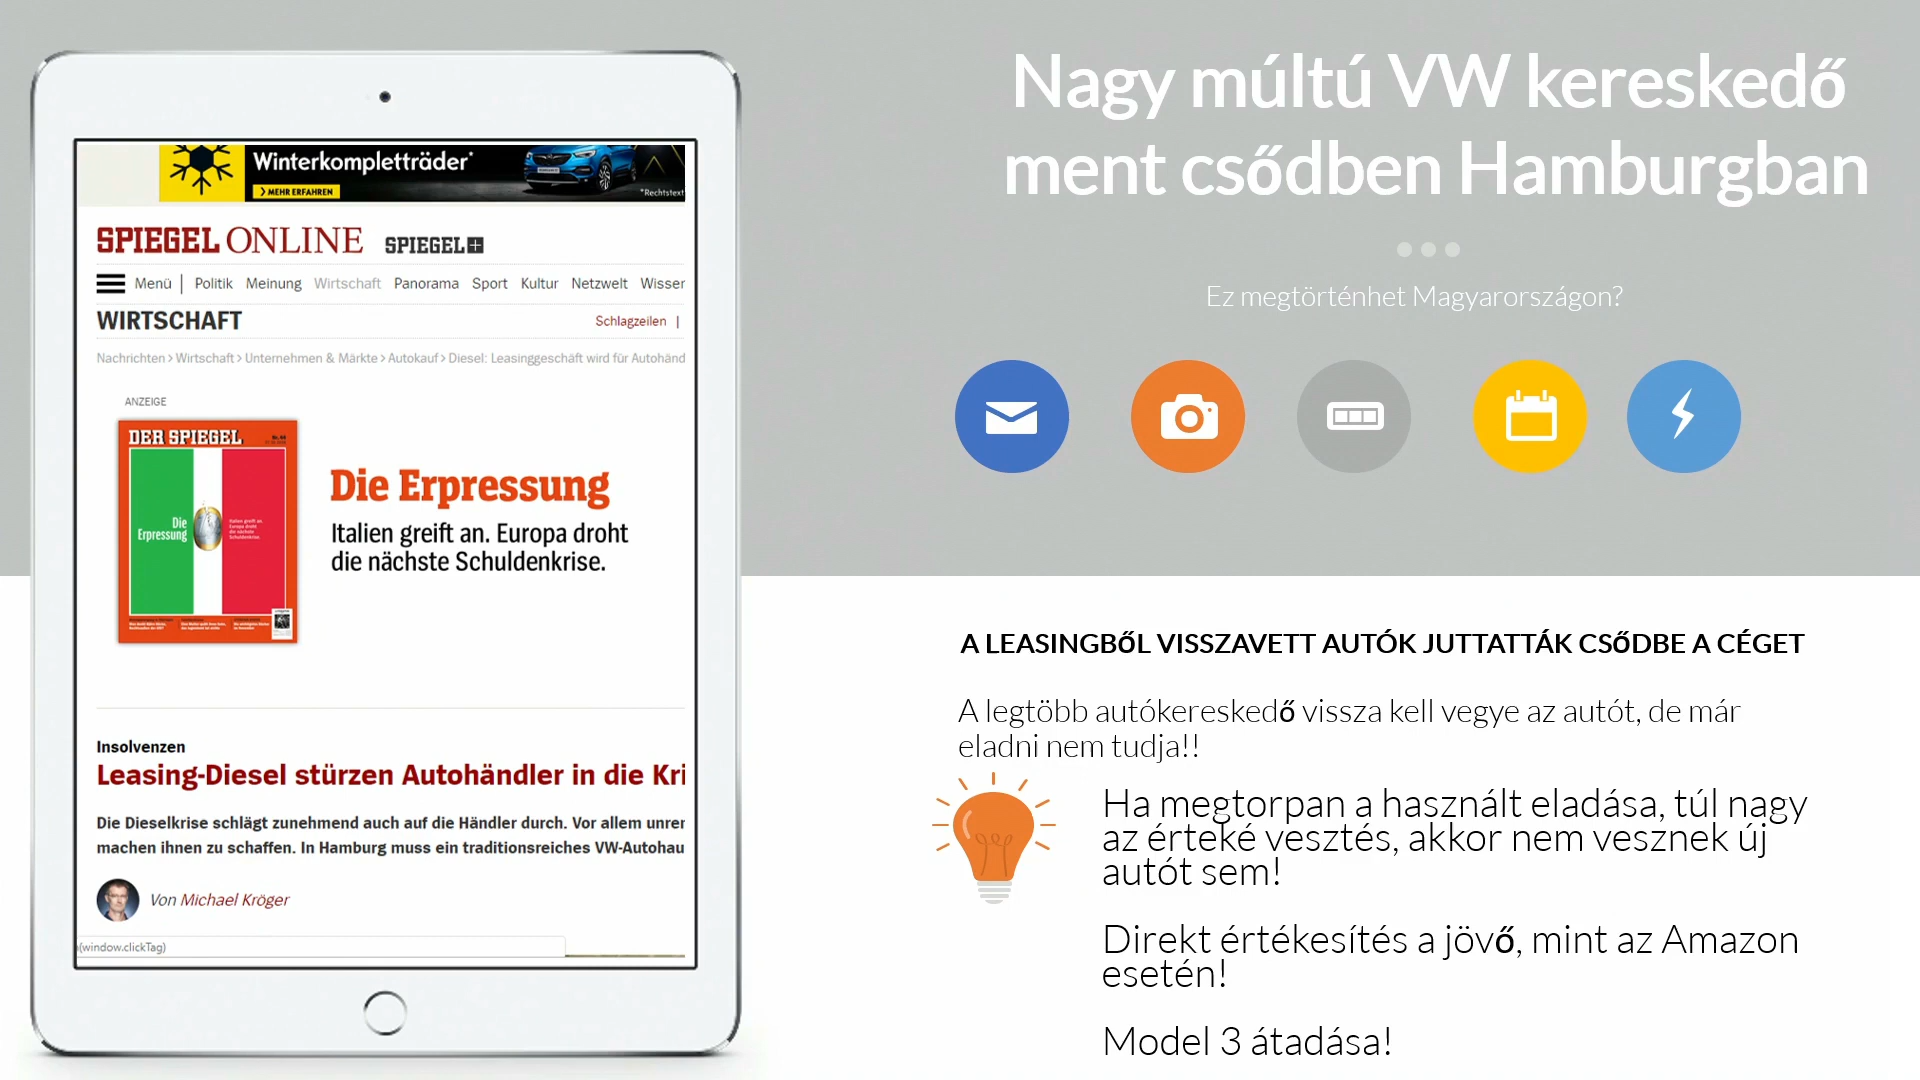 Winterkompletträder*
MEHR ERFAHREN
*Rechtstext
SPIEGEL ONLINE SPIEGEL+
Menü | Politik Meinung Wirtschaft Panorama Sport Kultur Netzwelt Wissen
WIRTSCHAFT
Schlagzeilen |
Nachrichten > Wirtschaft > Unternehmen & Märkte > Autokauf > Diesel: Leasinggeschäft wird für Autohänd
ANZEIGE
DER SPIEGEL
Die
Erpressung
Die Erpressung
Italien greift an. Europa droht
die nächste Schuldenkrise.
Insolvenzen
Leasing-Diesel stürzen Autohändler in die Kri
Die Dieselkrise schlägt zunehmend auch auf die Händler durch. Vor allem unren
machen ihnen zu schaffen. In Hamburg muss ein traditionsreiches VW-Autohau
Von Michael Kröger
(window.clickTag)
Nagy múltú VW kereskedő
ment csődben Hamburgban
Ez megtörténhet Magyarországon?
A LEASINGBŐL VISSZAVETT AUTÓK JUTTATTÁK CSŐDBE A CÉGET
A legtöbb autókereskedő vissza kell vegye az autót, de már
eladni nem tudja!!
Ha megtorpan a használt eladása, túl nagy
az érteké vesztés, akkor nem vesznek új
autót sem!
Direkt értékesítés a jövő, mint az Amazon
esetén!
Model 3 átadása!